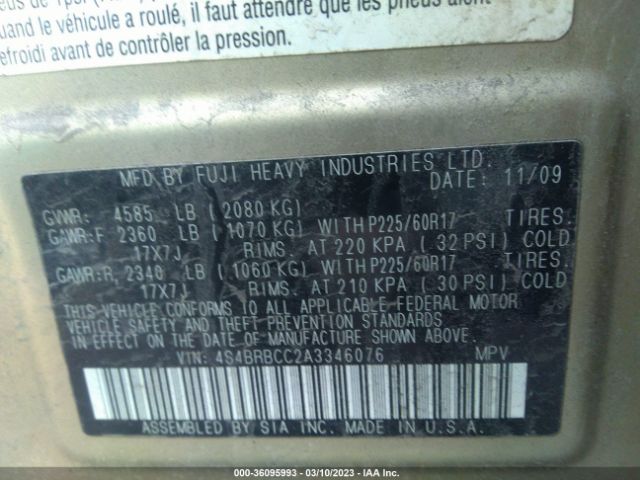 eus de 1psi
il faut attendre que les pneus aient
quand le véhicule a roulé,
efroidi avant de contrôler la pression.
MFD BY FUJI HEAVY INDUSTRIES LTD.
DATE: 11/09
GVWR: 4585 LB ( 2080 KG)
GAWR:F 2360 LB ( 1070 KG) WITH P225/60R17 TIRES.
17X7J RIMS. AT 220 KPA ( 32 PSI) COLD
GAWR:R 2340 LB ( 1060 KG) WITH P225/60R17 TIRES.
17X7J RIMS. AT 210 KPA ( 30 PSI) COLD
THIS VEHICLE CONFORMS TO ALL APPLICABLE FEDERAL MOTOR
VEHICLE SAFETY AND THEFT PREVENTION STANDARDS
IN EFFECT ON THE DATE OF MANUFACTURE SHOWN ABOVE.
VIN: 4S4BRBCC2A3346076 MPV
ASSEMBLED BY SIA INC. MADE IN U.S.A.
000-36095993 — 03/10/2023 — IAA Inc.